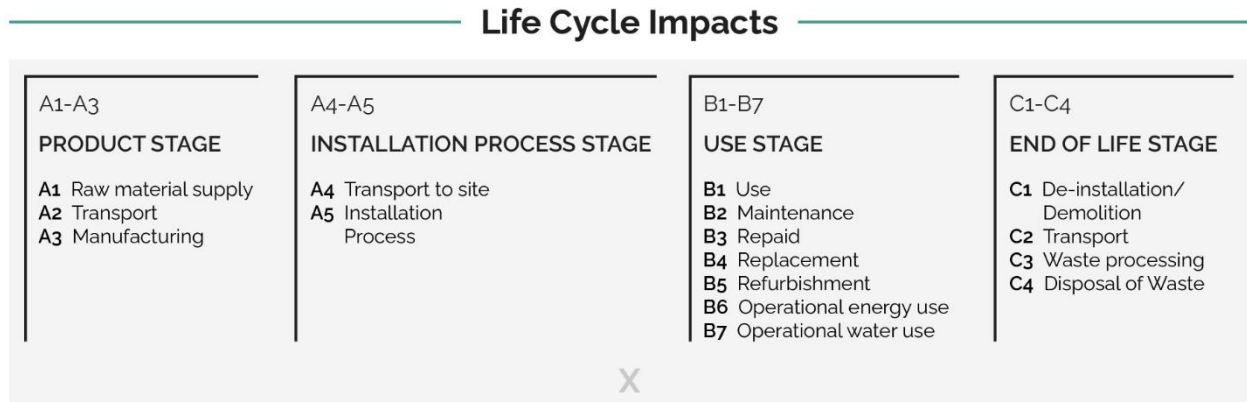 Life Cycle Impacts
A1-A3
PRODUCT STAGE
A1 Raw material supply
A2 Transport
A3 Manufacturing
A4-A5
INSTALLATION PROCESS STAGE
A4 Transport to site
A5 Installation
Process
B1-B7
USE STAGE
B1 Use
B2 Maintenance
B3 Repaid
B4 Replacement
B5 Refurbishment
B6 Operational energy use
B7 Operational water use
C1-C4
END OF LIFE STAGE
C1 De-installation/
Demolition
C2 Transport
C3 Waste processing
C4 Disposal of Waste
X